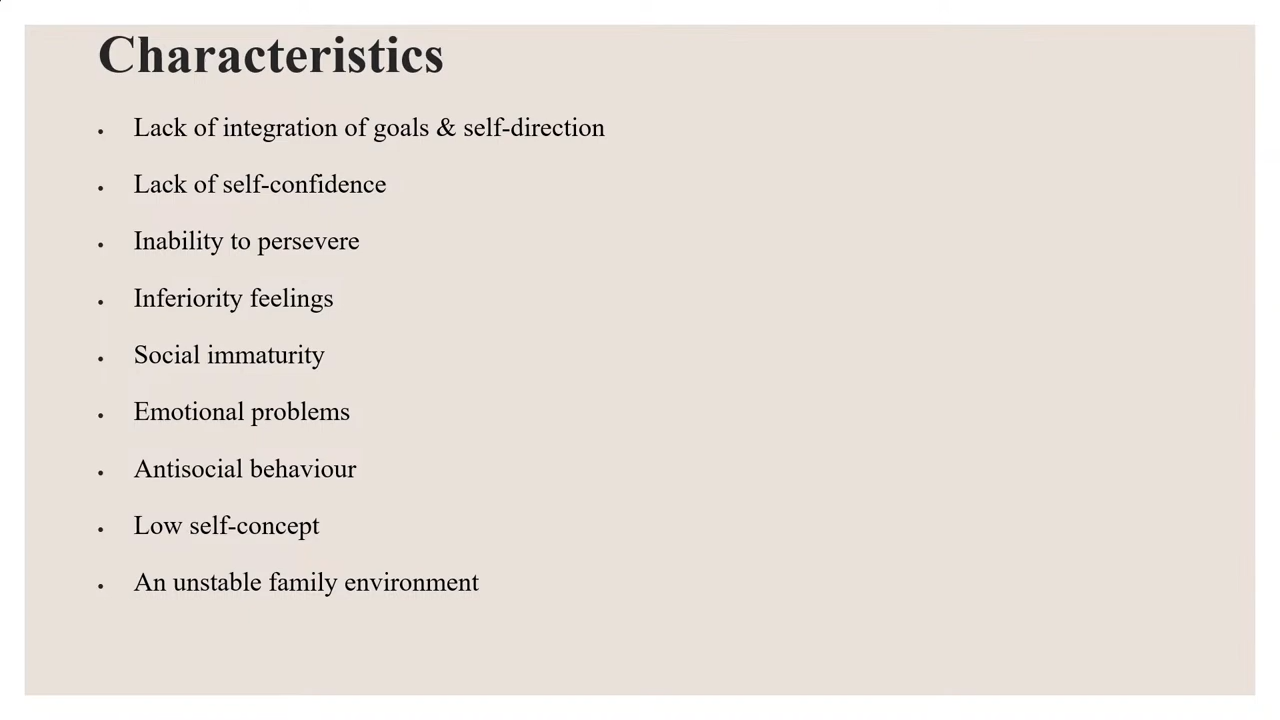 Characteristics
• Lack of integration of goals & self-direction
• Lack of self-confidence
• Inability to persevere
• Inferiority feelings
• Social immaturity
• Emotional problems
• Antisocial behaviour
• Low self-concept
• An unstable family environment